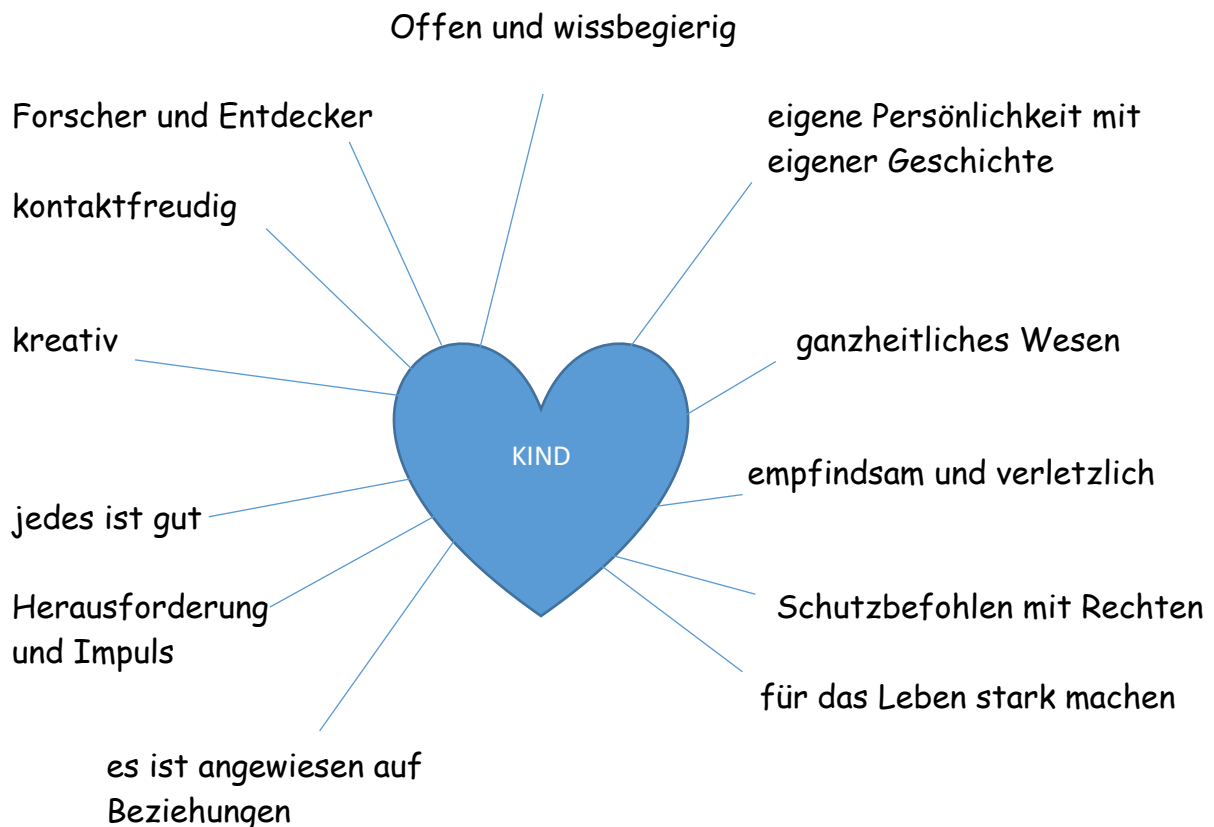 Offen und wissbegierig
Forscher und Entdecker
eigene Persönlichkeit mit
eigener Geschichte
kontaktfreudig
kreativ
ganzheitliches Wesen
KIND
empfindsam und verletzlich
jedes ist gut
Herausforderung
und Impuls
Schutzbefohlen mit Rechten
für das Leben stark machen
es ist angewiesen auf
Beziehungen